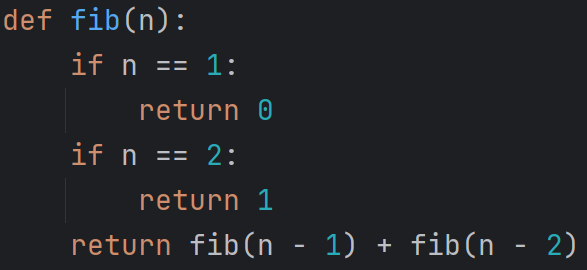 def fib(n):
    if n == 1:
        return 0
    if n == 2:
        return 1
    return fib(n - 1) + fib(n - 2)